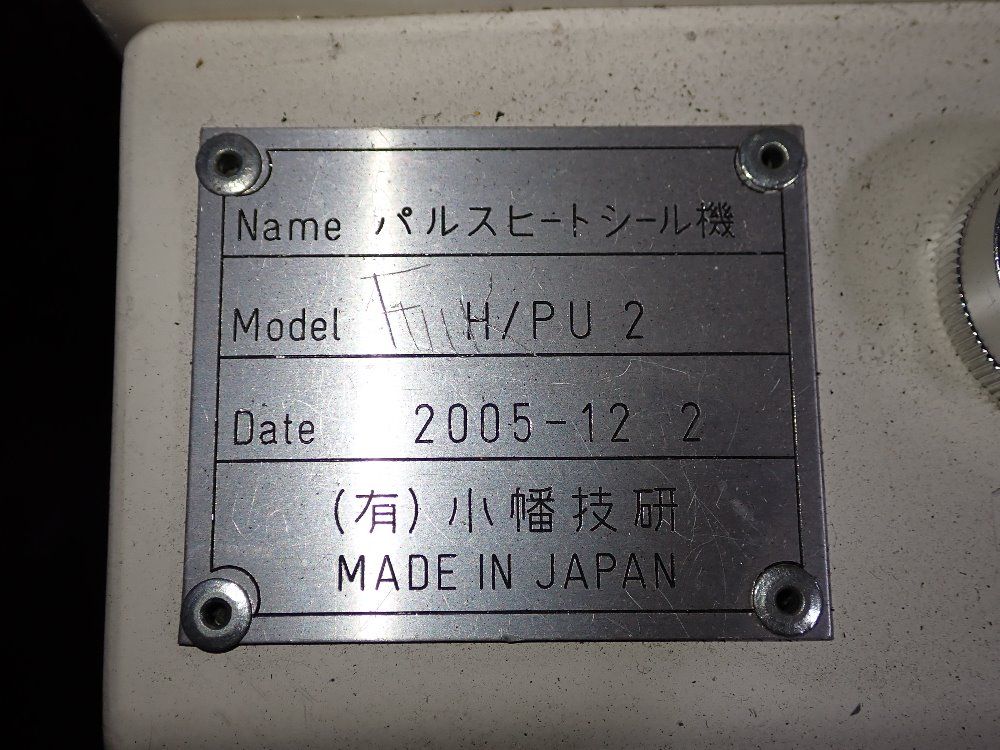 Name パルスヒートシール機
Model H/PU 2
Date 2005-12 2
(有)小幡技研
MADE IN JAPAN